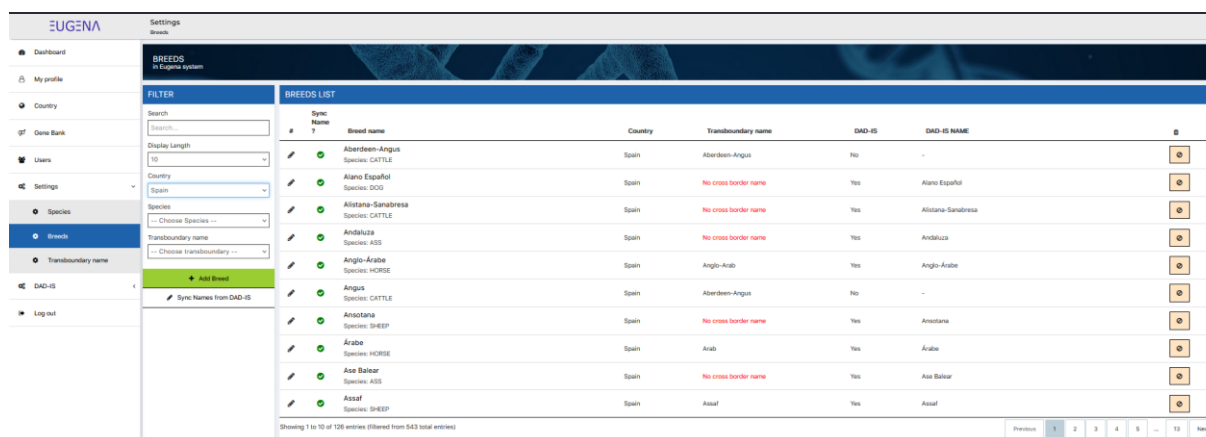 EUGENA
Settings
Breeds
Dashboard
My profile
Country
Gene Bank
Users
Settings
Species
Breeds
Transboundary name
DAD-IS
Log out
BREEDS
in Eugena system
FILTER
Search
Search...
Display Length
10
Country
Spain
Species
-- Choose Species --
Transboundary name
-- Choose transboundary --
+ Add Breed
Sync Names from DAD-IS
BREEDS LIST
# Sync Name ? Breed name Country Transboundary name DAD-IS DAD-IS NAME
Aberdeen-Angus Spain Aberdeen-Angus No -
Species: CATTLE
Alano Español Spain No cross border name Yes Alano Español
Species: DOG
Alistana-Sanabresa Spain No cross border name Yes Alistana-Sanabresa
Species: CATTLE
Andaluza Spain No cross border name Yes Andaluza
Species: ASS
Anglo-Árabe Spain Anglo-Arab Yes Anglo-Árabe
Species: HORSE
Angus Spain Aberdeen-Angus No -
Species: CATTLE
Ansotana Spain No cross border name Yes Ansotana
Species: SHEEP
Árabe Spain Arab Yes Árabe
Species: HORSE
Ase Balear Spain No cross border name Yes Ase Balear
Species: ASS
Assaf Spain Assaf Yes Assaf
Species: SHEEP
Showing 1 to 10 of 126 entries (filtered from 543 total entries)
Previous 1 2 3 4 5 ... 13 Nex